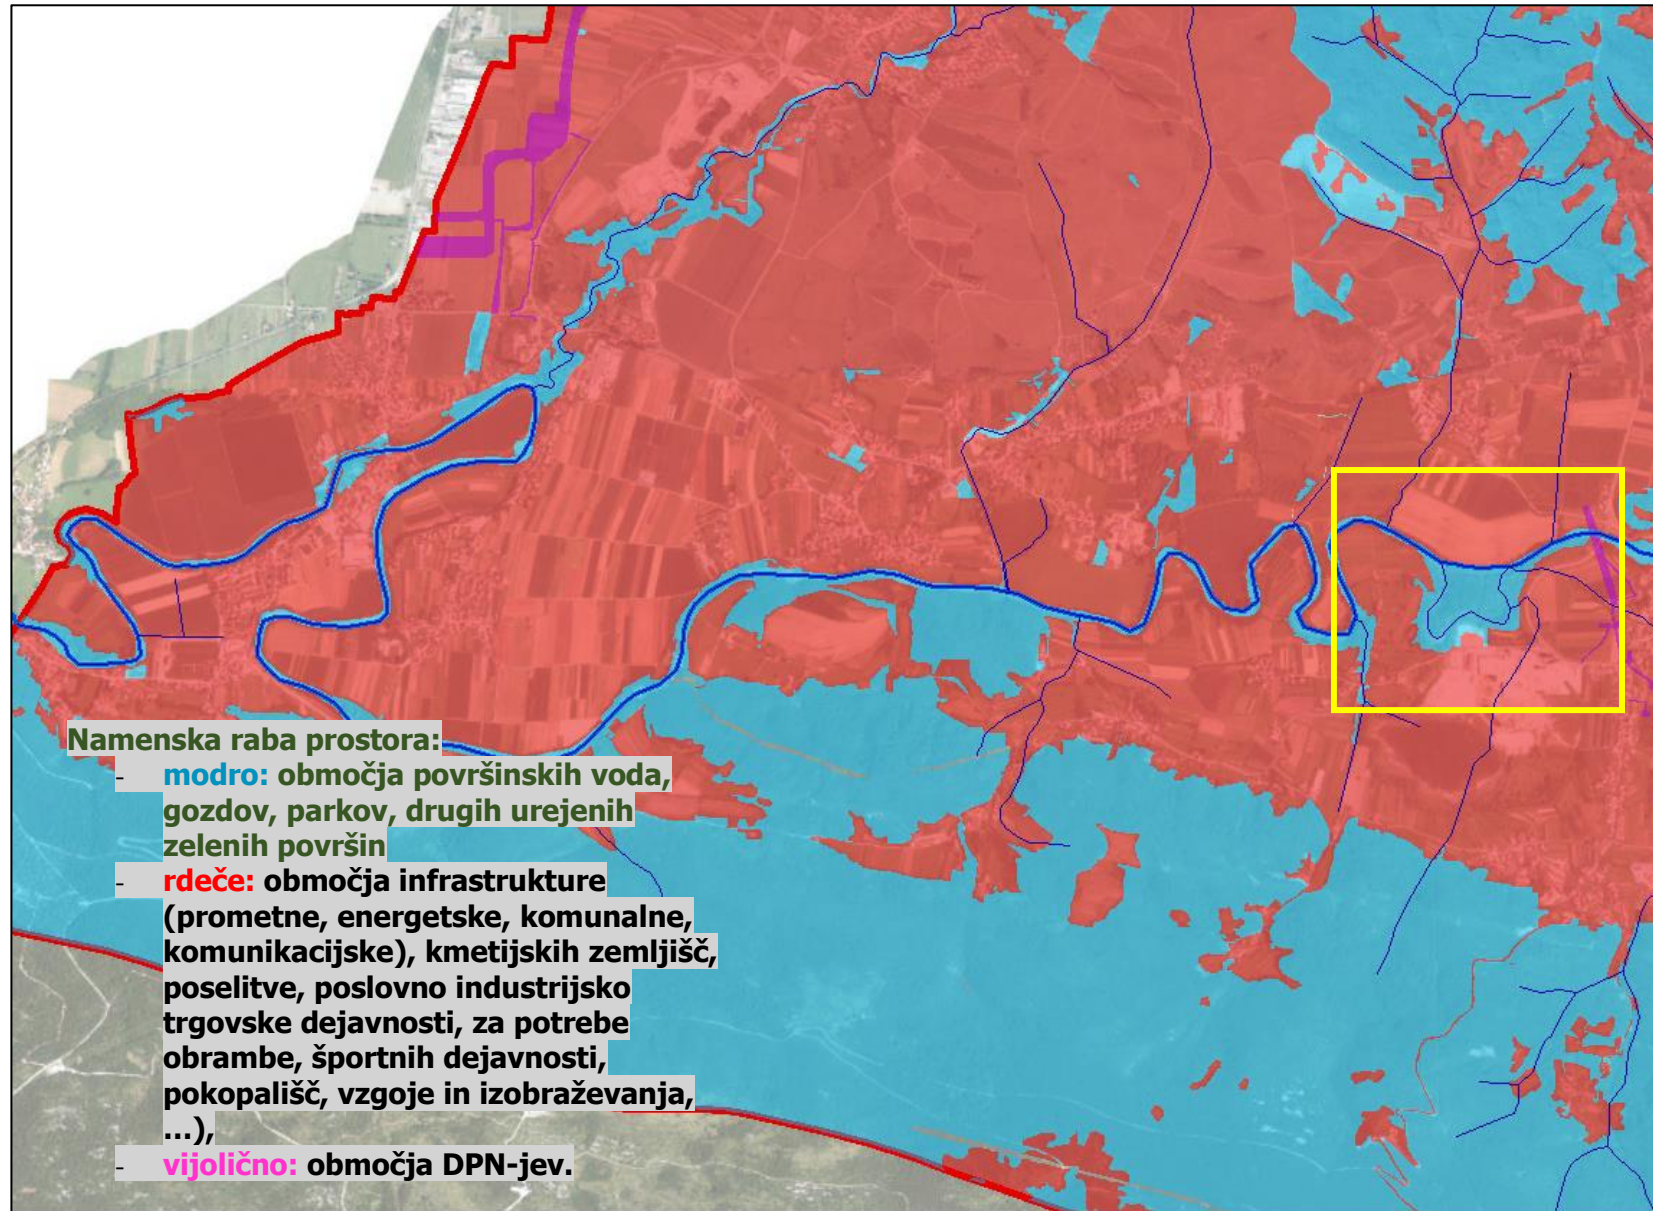 Namenska raba prostora:
- modro: območja površinskih voda,
gozdov, parkov, drugih urejenih
zelenih površin
- rdeče: območja infrastrukture
(prometne, energetske, komunalne,
komunikacijske), kmetijskih zemljišč,
poselitve, poslovno industrijsko
trgovske dejavnosti, za potrebe
obrambe, športnih dejavnosti,
pokopališč, vzgoje in izobraževanja,
...),
- vijolično: območja DPN-jev.